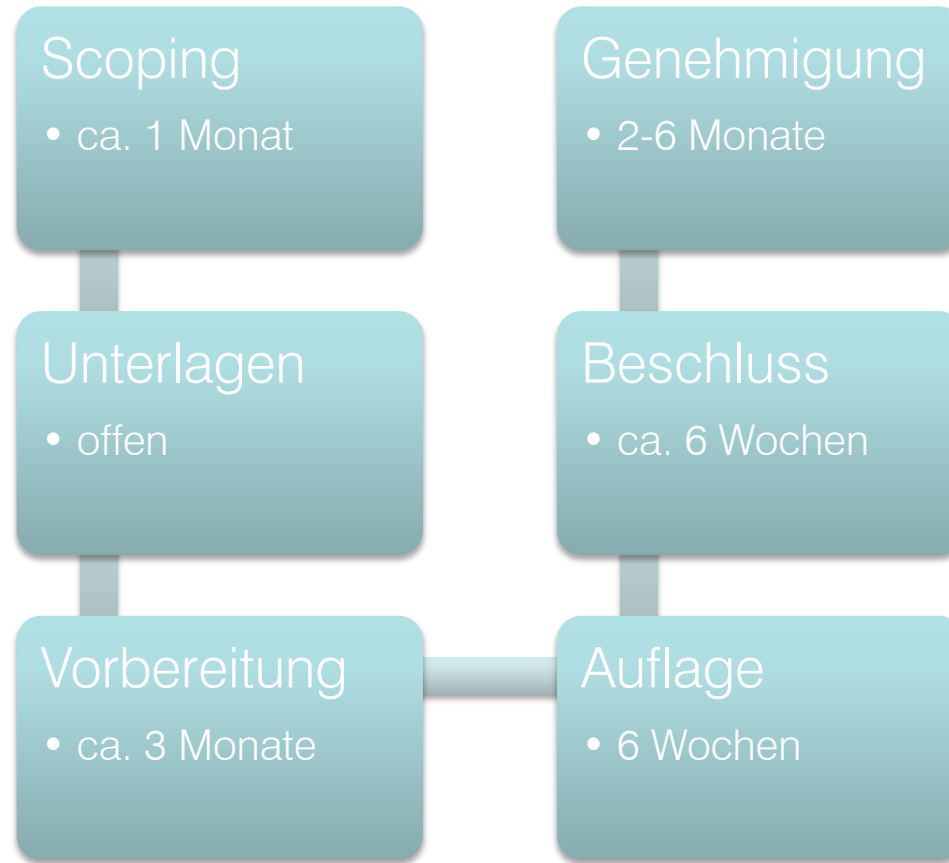 Scoping
• ca. 1 Monat
Unterlagen
• offen
Vorbereitung
• ca. 3 Monate
Auflage
• 6 Wochen
Beschluss
• ca. 6 Wochen
Genehmigung
• 2-6 Monate